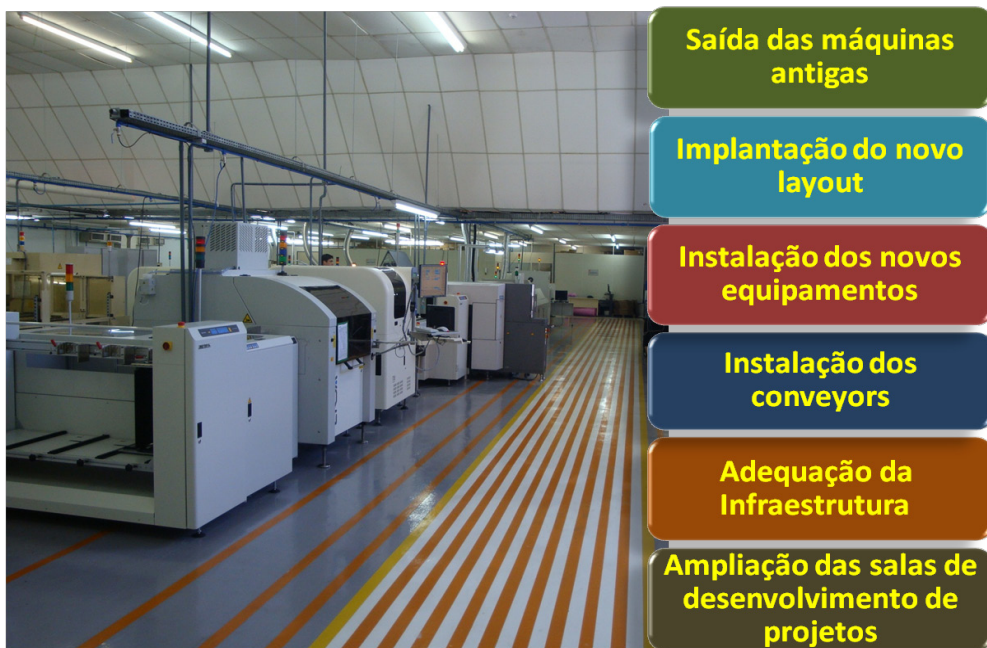 Saída das máquinas
antigas
Implantação do novo
layout
Instalação dos novos
equipamentos
Instalação dos
conveyors
Adequação da
Infraestrutura
Ampliação das salas de
desenvolvimento de
projetos